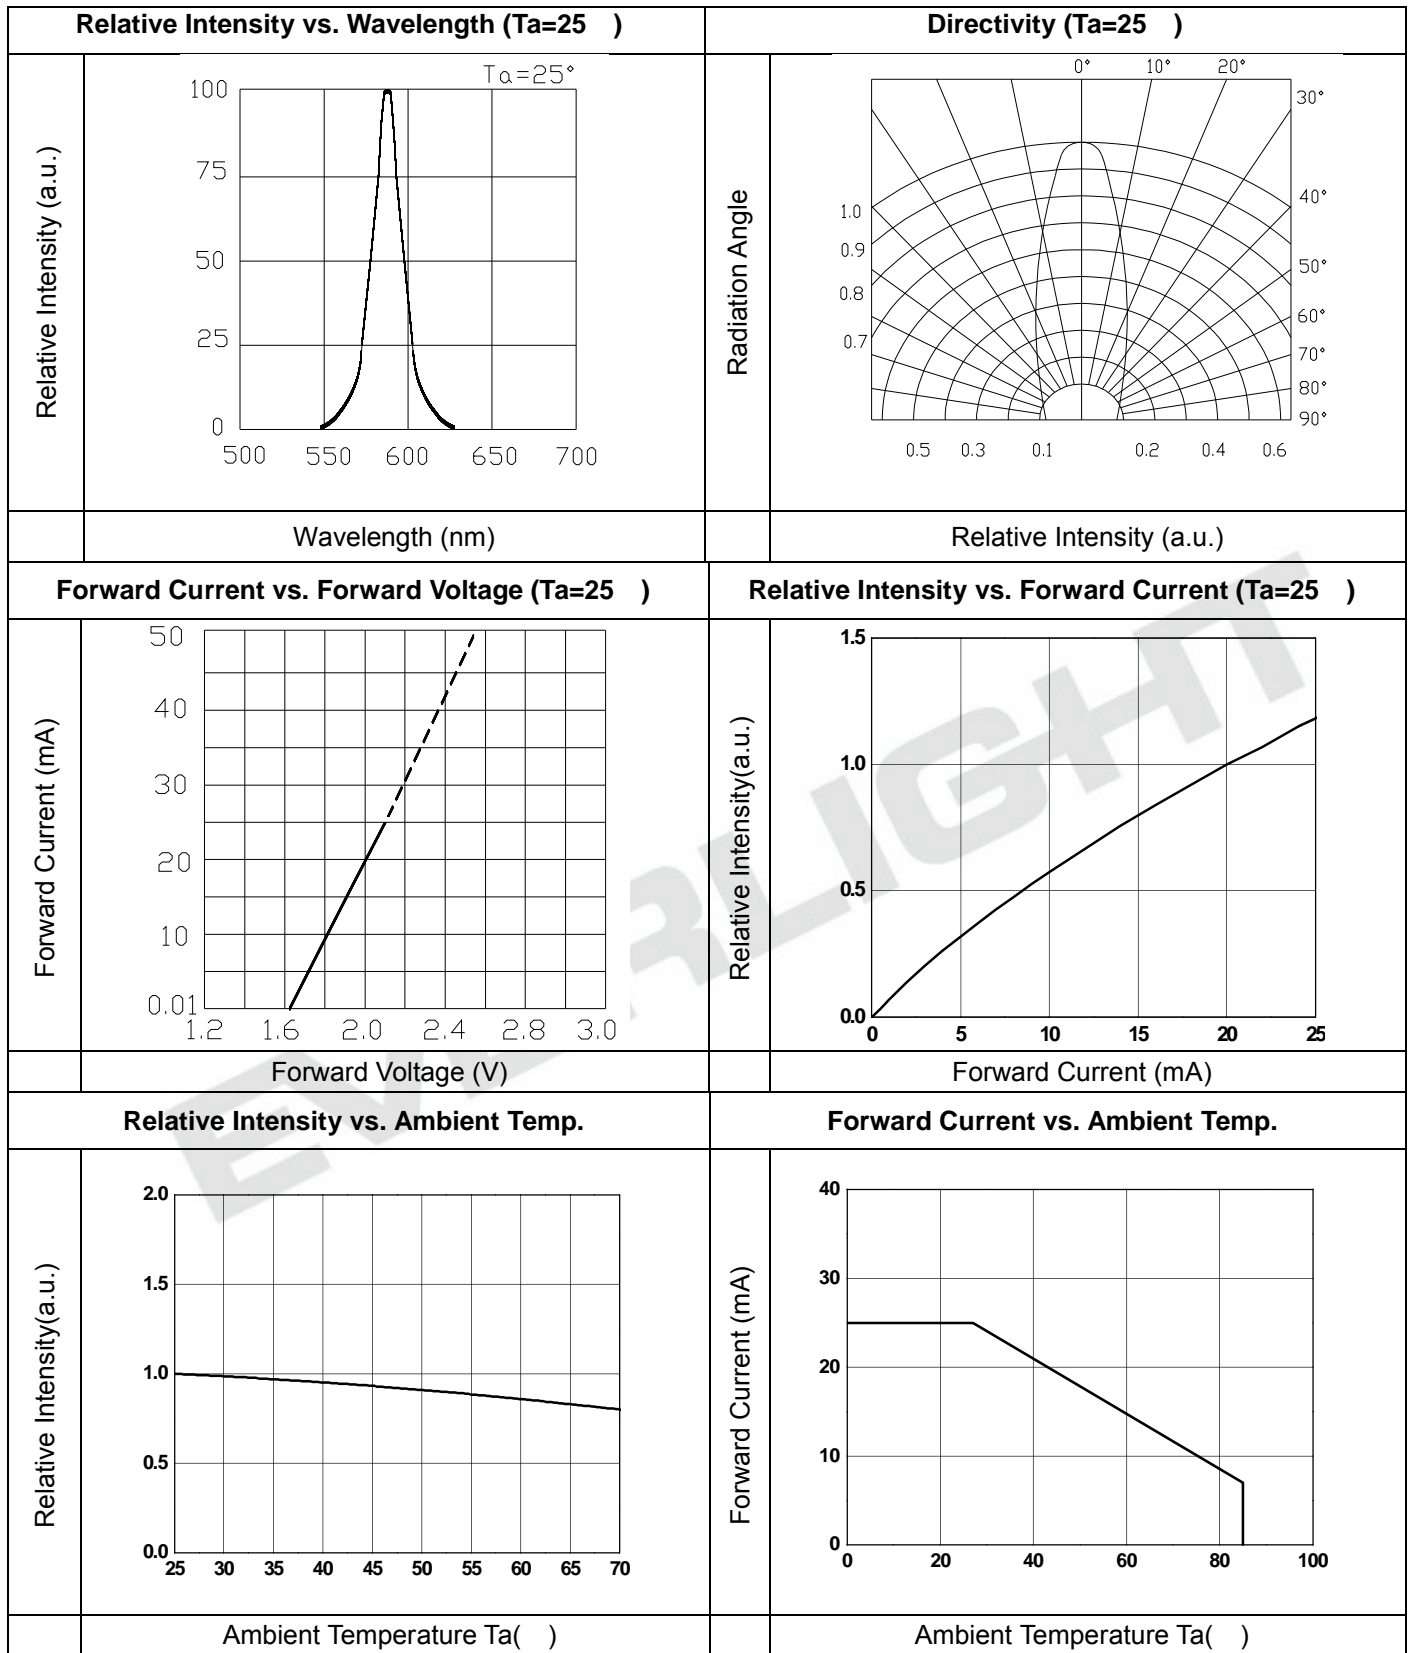 Relative Intensity vs. Wavelength (Ta=25 )
Directivity (Ta=25 )
Relative Intensity (a.u.)
Ta=25°
100
75
50
25
0
500 550 600 650 700
Wavelength (nm)
Radiation Angle
0° 10° 20°
30°
40°
50°
60°
70°
80°
90°
1.0
0.9
0.8
0.7
0.5 0.3 0.1 0.2 0.4 0.6
Relative Intensity (a.u.)
Forward Current vs. Forward Voltage (Ta=25 )
Relative Intensity vs. Forward Current (Ta=25 )
Forward Current (mA)
50
40
30
20
10
0.01
1.2 1.6 2.0 2.4 2.8 3.0
Forward Voltage (V)
Relative Intensity(a.u.)
1.5
1.0
0.5
0.0
0 5 10 15 20 25
Forward Current (mA)
Relative Intensity vs. Ambient Temp.
Forward Current vs. Ambient Temp.
Relative Intensity(a.u.)
2.0
1.5
1.0
0.5
0.0
25 30 35 40 45 50 55 60 65 70
Ambient Temperature Ta( )
Forward Current (mA)
40
30
20
10
0
0 20 40 60 80 100
Ambient Temperature Ta( )
EVERLIGHT